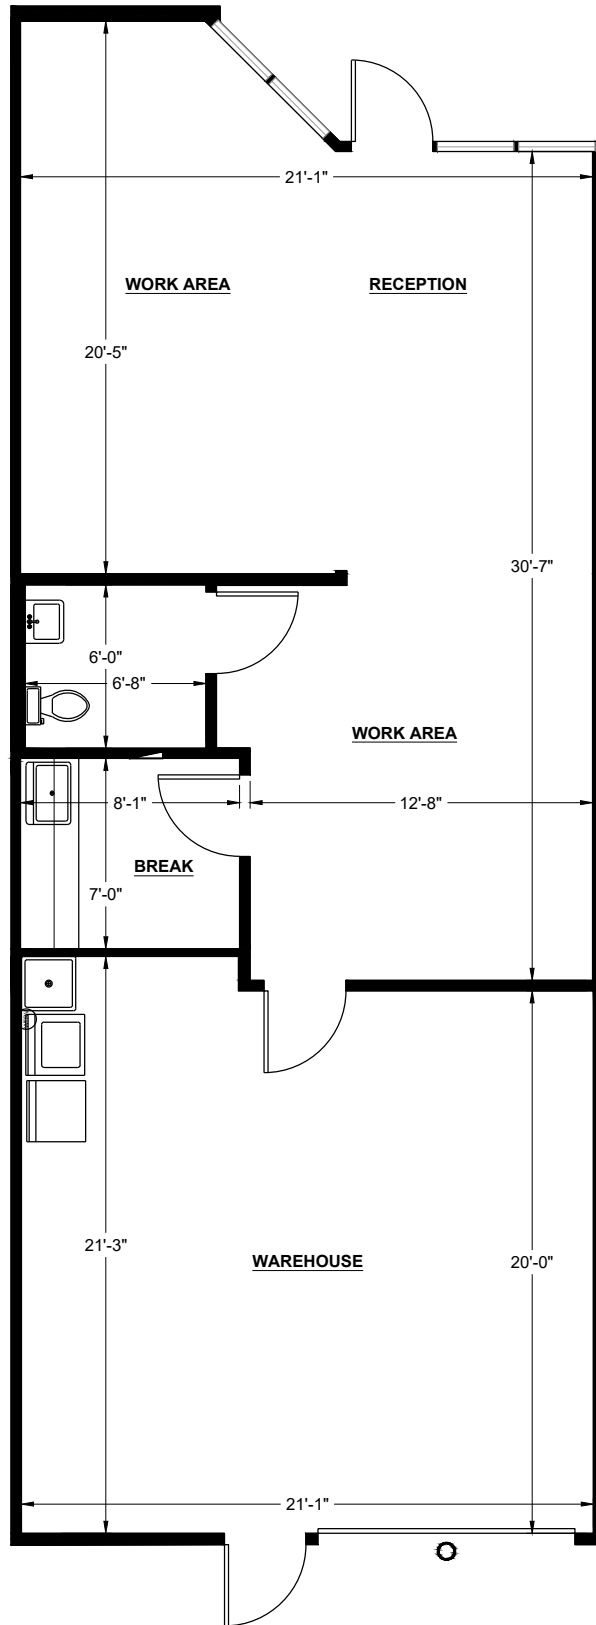 21'-1"
WORK AREA
RECEPTION
20'-5"
30'-7"
6'-0"
6'-8"
WORK AREA
8'-1"
12'-8"
BREAK
7'-0"
21'-3"
WAREHOUSE
20'-0"
21'-1"